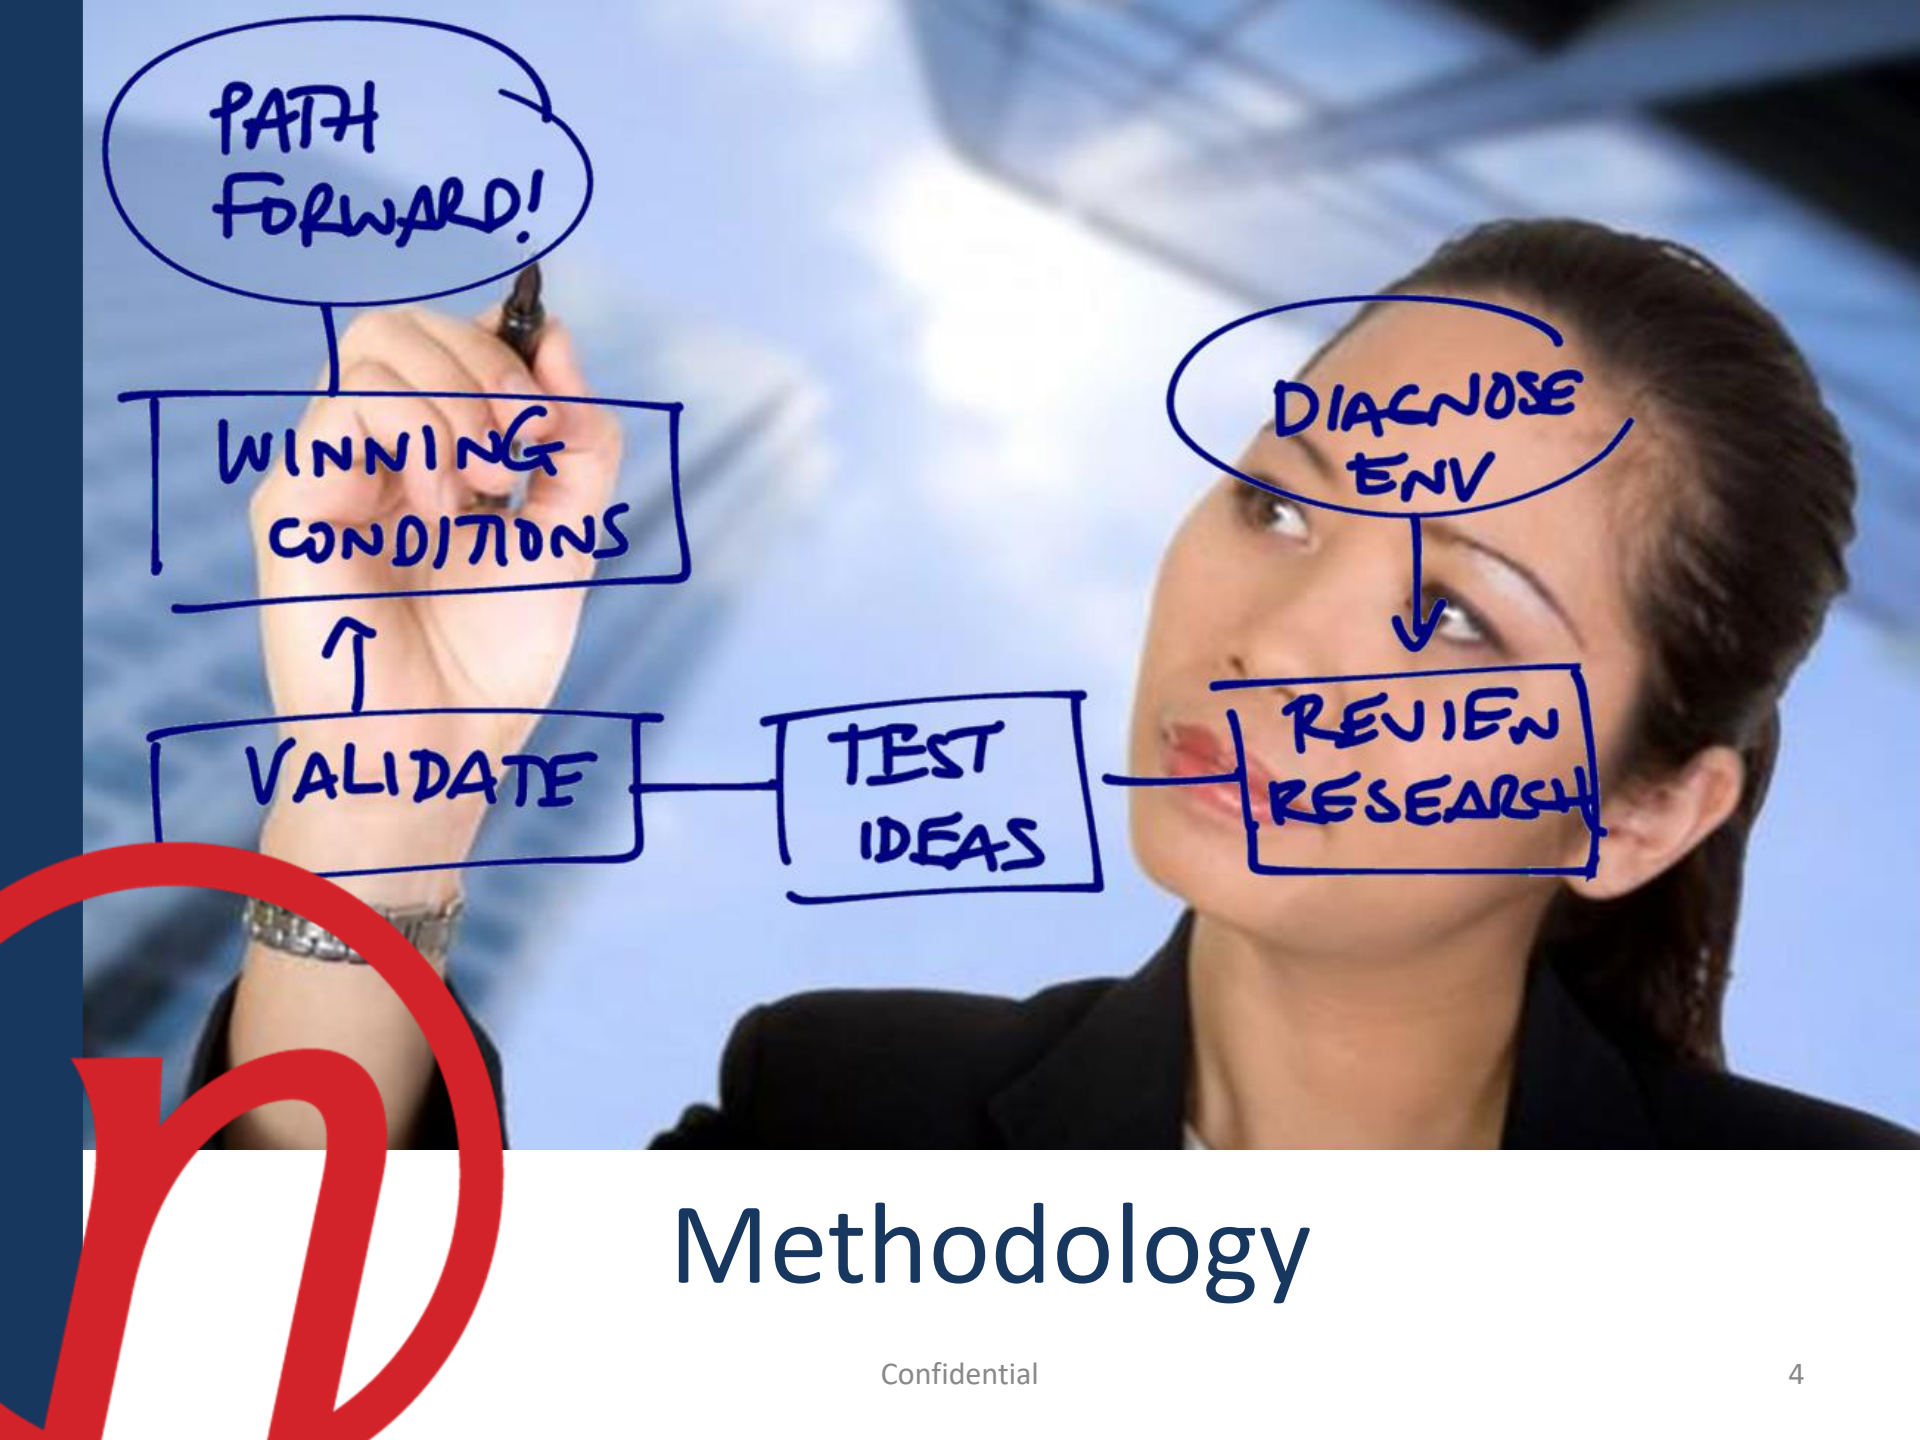 PATH
FORWARD!
WINNING
CONDITIONS
VALIDATE
TEST
IDEAS
DIAGNOSE
ENV
REVIEW
RESEARCH
n
Methodology
Confidential
4